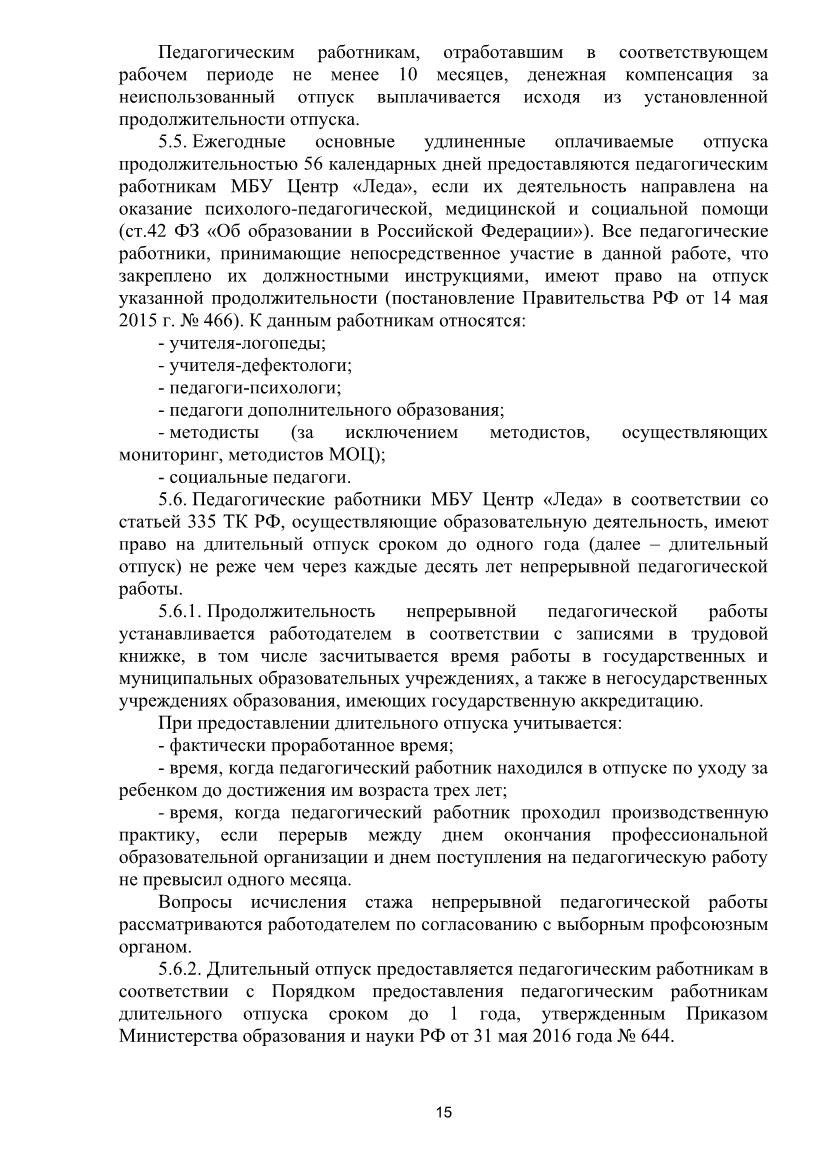 Педагогическим работникам, отработавшим в соответствующем
рабочем периоде не менее 10 месяцев, денежная компенсация за
неиспользованный отпуск выплачивается исходя из установленной
продолжительности отпуска.
5.5. Ежегодные основные удлиненные оплачиваемые отпуска
продолжительностью 56 календарных дней предоставляются педагогическим
работникам МБУ Центр «Леда», если их деятельность направлена на
оказание психолого-педагогической, медицинской и социальной помощи
(ст.42 ФЗ «Об образовании в Российской Федерации»). Все педагогические
работники, принимающие непосредственное участие в данной работе, что
закреплено их должностными инструкциями, имеют право на отпуск
указанной продолжительности (постановление Правительства РФ от 14 мая
2015 г. № 466). К данным работникам относятся:
- учителя-логопеды;
- учителя-дефектологи;
- педагоги-психологи;
- педагоги дополнительного образования;
- методисты (за исключением методистов, осуществляющих
мониторинг, методистов МОЦ);
- социальные педагоги.
5.6. Педагогические работники МБУ Центр «Леда» в соответствии со
статьей 335 ТК РФ, осуществляющие образовательную деятельность, имеют
право на длительный отпуск сроком до одного года (далее – длительный
отпуск) не реже чем через каждые десять лет непрерывной педагогической
работы.
5.6.1. Продолжительность непрерывной педагогической работы
устанавливается работодателем в соответствии с записями в трудовой
книжке, в том числе засчитывается время работы в государственных и
муниципальных образовательных учреждениях, а также в негосударственных
учреждениях образования, имеющих государственную аккредитацию.
При предоставлении длительного отпуска учитывается:
- фактически проработанное время;
- время, когда педагогический работник находился в отпуске по уходу за
ребенком до достижения им возраста трех лет;
- время, когда педагогический работник проходил производственную
практику, если перерыв между днем окончания профессиональной
образовательной организации и днем поступления на педагогическую работу
не превысил одного месяца.
Вопросы исчисления стажа непрерывной педагогической работы
рассматриваются работодателем по согласованию с выборным профсоюзным
органом.
5.6.2. Длительный отпуск предоставляется педагогическим работникам в
соответствии с Порядком предоставления педагогическим работникам
длительного отпуска сроком до 1 года, утвержденным Приказом
Министерства образования и науки РФ от 31 мая 2016 года № 644.
15